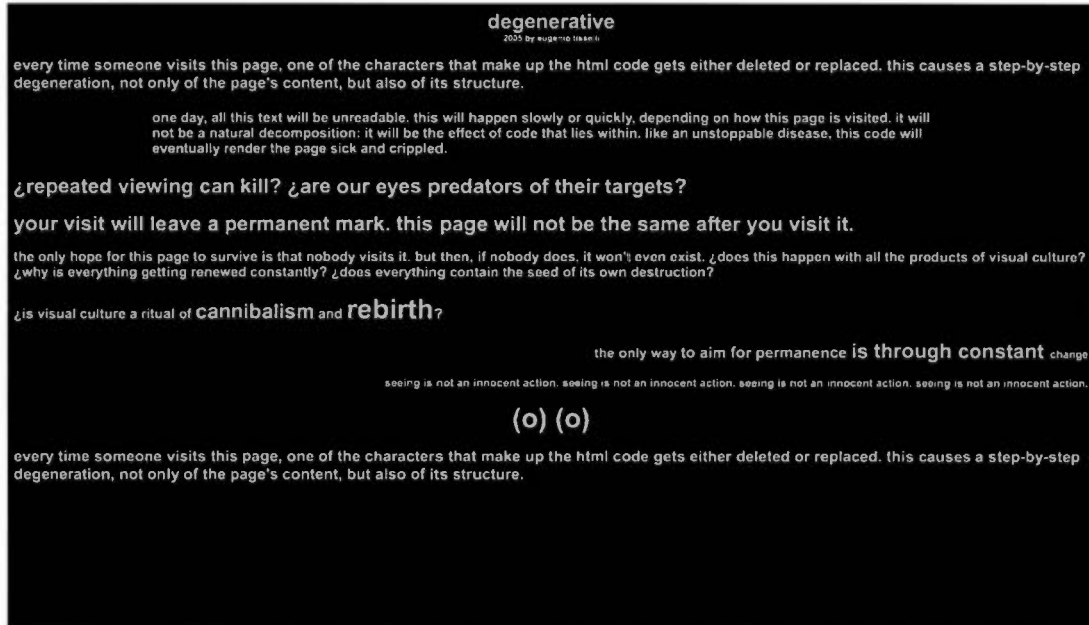 degenerative
2005 by eugenio tisselli
every time someone visits this page, one of the characters that make up the html code gets either deleted or replaced. this causes a step-by-step
degeneration, not only of the page's content, but also of its structure.
one day, all this text will be unreadable. this will happen slowly or quickly, depending on how this page is visited. it will
not be a natural decomposition: it will be the effect of code that lies within. like an unstoppable disease, this code will
eventually render the page sick and crippled.
¿repeated viewing can kill? ¿are our eyes predators of their targets?
your visit will leave a permanent mark. this page will not be the same after you visit it.
the only hope for this page to survive is that nobody visits it. but then, if nobody does, it won't even exist. ¿does this happen with all the products of visual culture?
¿why is everything getting renewed constantly? ¿does everything contain the seed of its own destruction?
¿is visual culture a ritual of cannibalism and rebirth?
the only way to aim for permanence is through constant change
seeing is not an innocent action. seeing is not an innocent action. seeing is not an innocent action. seeing is not an innocent action.
(o) (o)
every time someone visits this page, one of the characters that make up the html code gets either deleted or replaced. this causes a step-by-step
degeneration, not only of the page's content, but also of its structure.